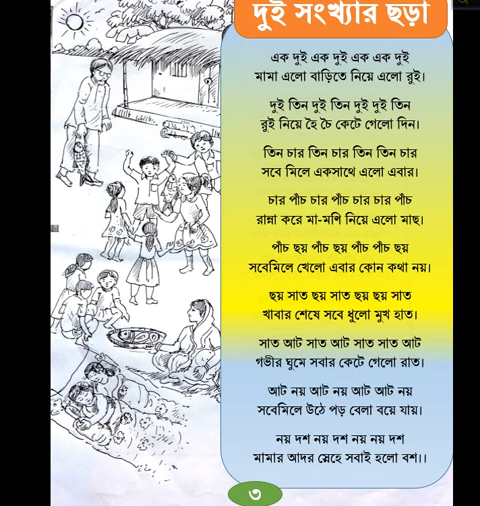 দুই সংখ্যার ছড়া
এক দুই এক দুই এক এক দুই
মামা এলো বাড়িতে নিয়ে এলো রুই।
দুই তিন দুই তিন দুই দুই তিন
রুই নিয়ে হৈ চৈ কেটে গেলো দিন।
তিন চার তিন চার তিন তিন চার
সবে মিলে একসাথে এলো এবার।
চার পাঁচ চার পাঁচ চার চার পাঁচ
রান্না করে মা-মণি নিয়ে এলো মাছ।
পাঁচ ছয় পাঁচ ছয় পাঁচ পাঁচ ছয়
সবেমিলে খেলো এবার কোন কথা নয়।
ছয় সাত ছয় সাত ছয় ছয় সাত
খাবার শেষে সবে ধুলো মুখ হাত।
সাত আট সাত আট সাত সাত আট
গভীর ঘুমে সবার কেটে গেলো রাত।
আট নয় আট নয় আট আট নয়
সবেমিলে উঠে পড় বেলা বয়ে যায়।
নয় দশ নয় দশ নয় নয় দশ
মামার আদর স্নেহে সবাই হলো বশ।।
৩